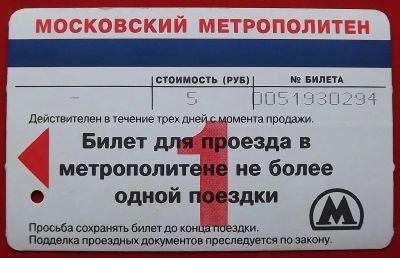 МОСКОВСКИЙ МЕТРОПОЛИТЕН
СТОИМОСТЬ (РУБ) № БИЛЕТА
- 5 0051930294
Действителен в течение трех дней с момента продажи.
1
Билет для проезда в
метрополитене не более
одной поездки
М
Просьба сохранять билет до конца поездки.
Подделка проездных документов преследуется по закону.